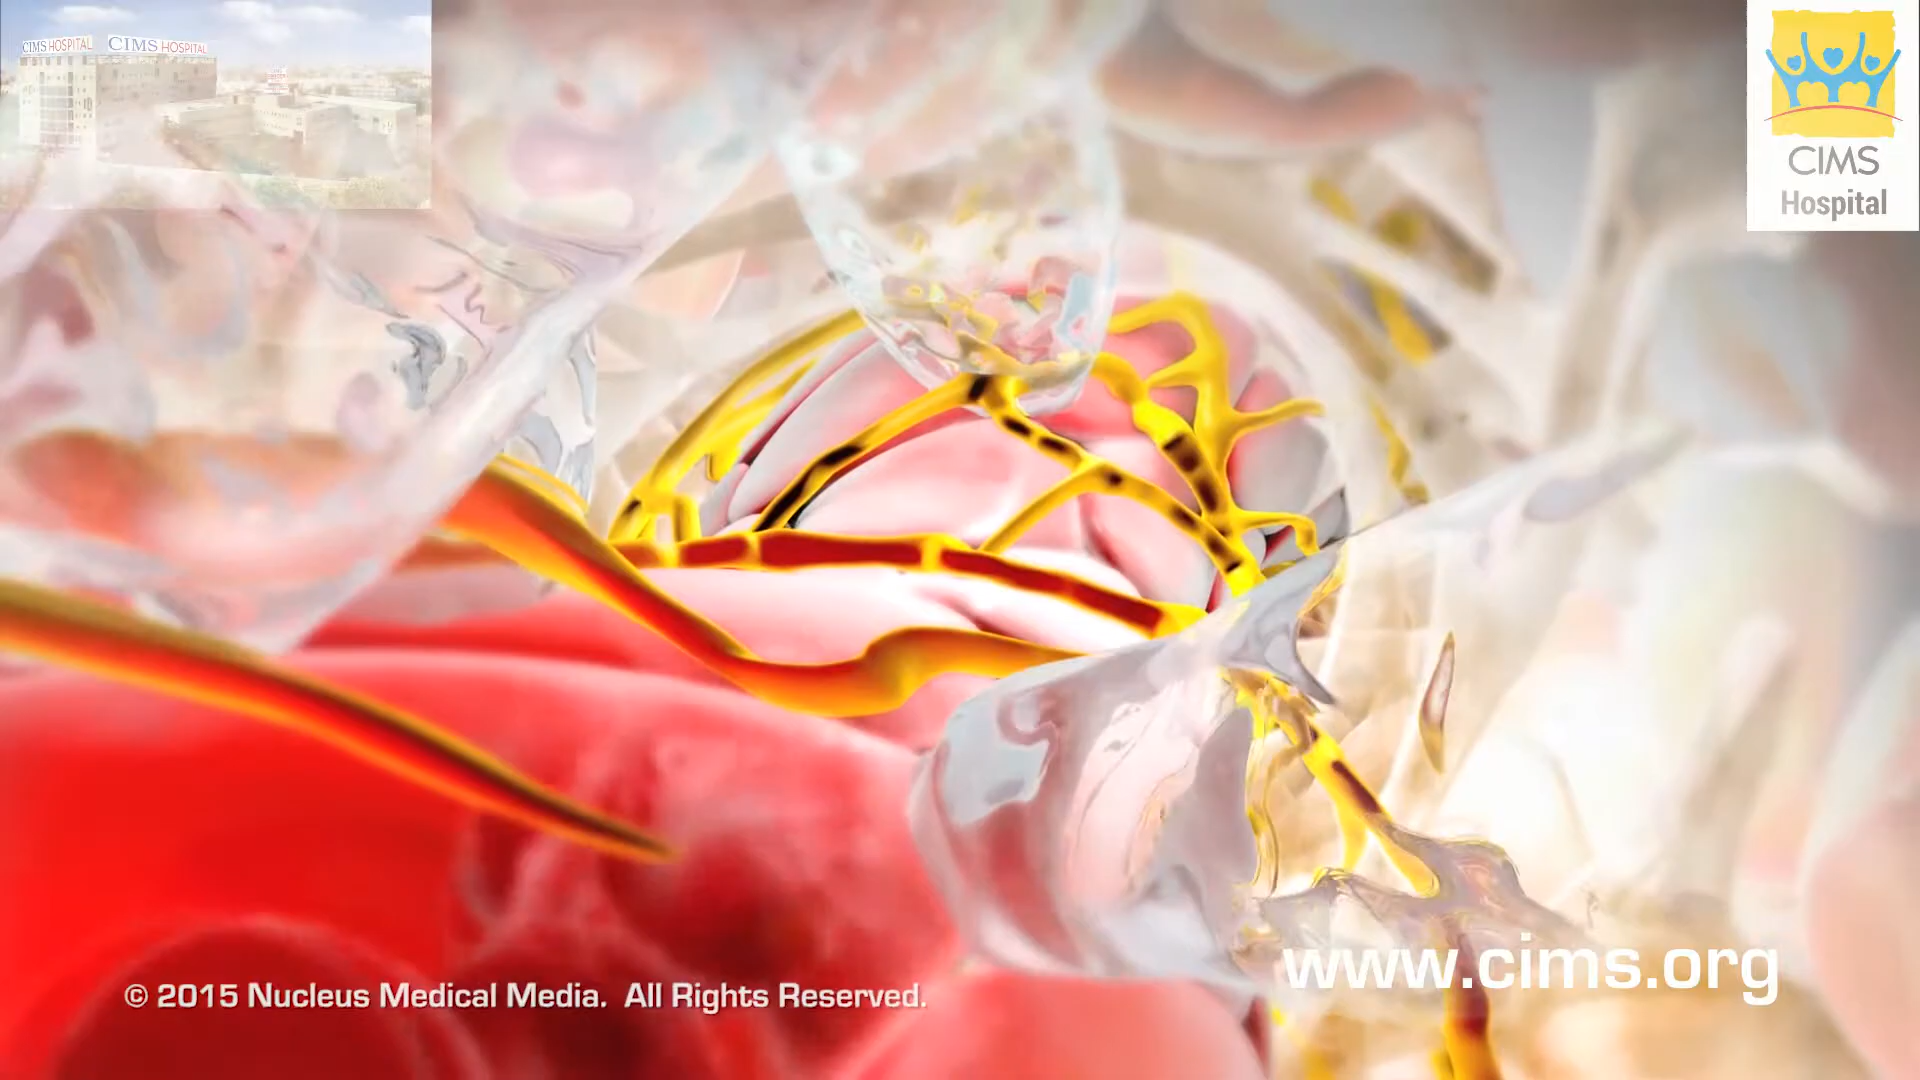 CIMS HOSPITAL CIMS HOSPITAL
CIMS
Hospital
www.cims.org
© 2015 Nucleus Medical Media. All Rights Reserved.